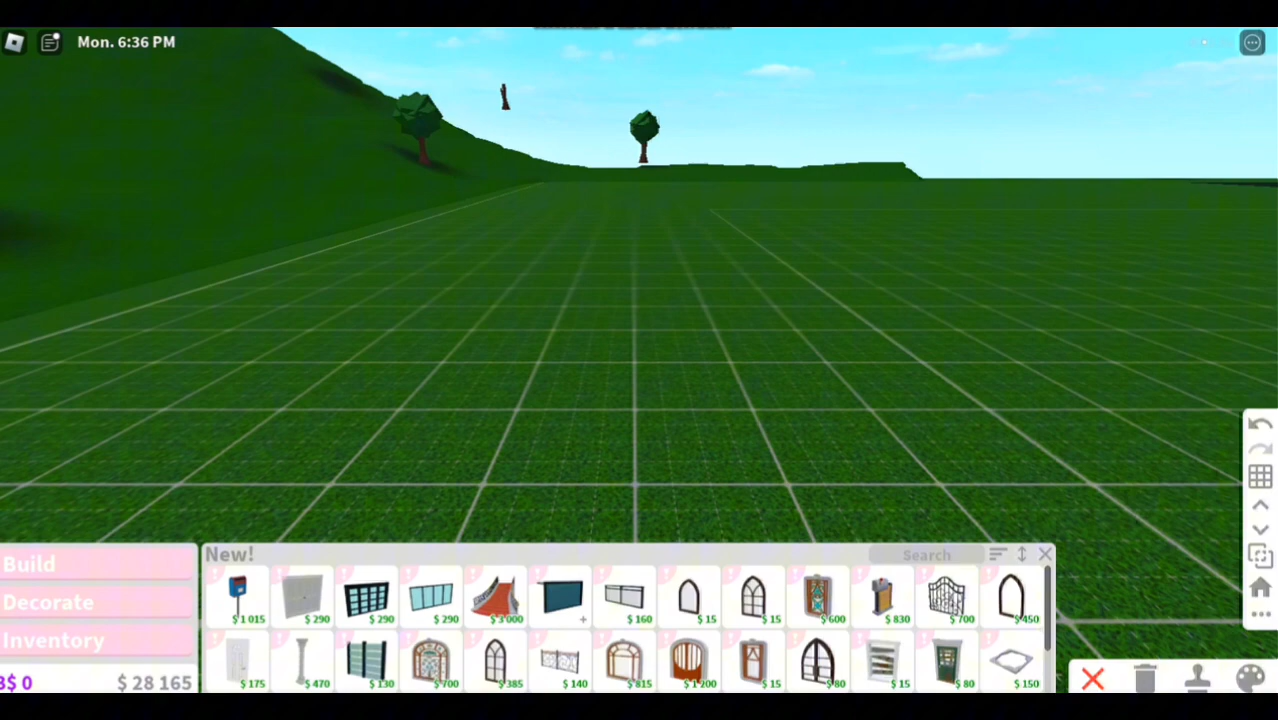 Mon. 6:36 PM
Build
Decorate
Inventory
B$ 0 $ 28 165
New! Search
$ 1 015 $ 290 $ 290 $ 290 $ 3 000 + $ 160 $ 15 $ 15 $ 600 $ 830 $ 700 $ 450
$ 175 $ 470 $ 130 $ 700 $ 385 $ 140 $ 815 $ 1 200 $ 15 $ 80 $ 15 $ 80 $ 150